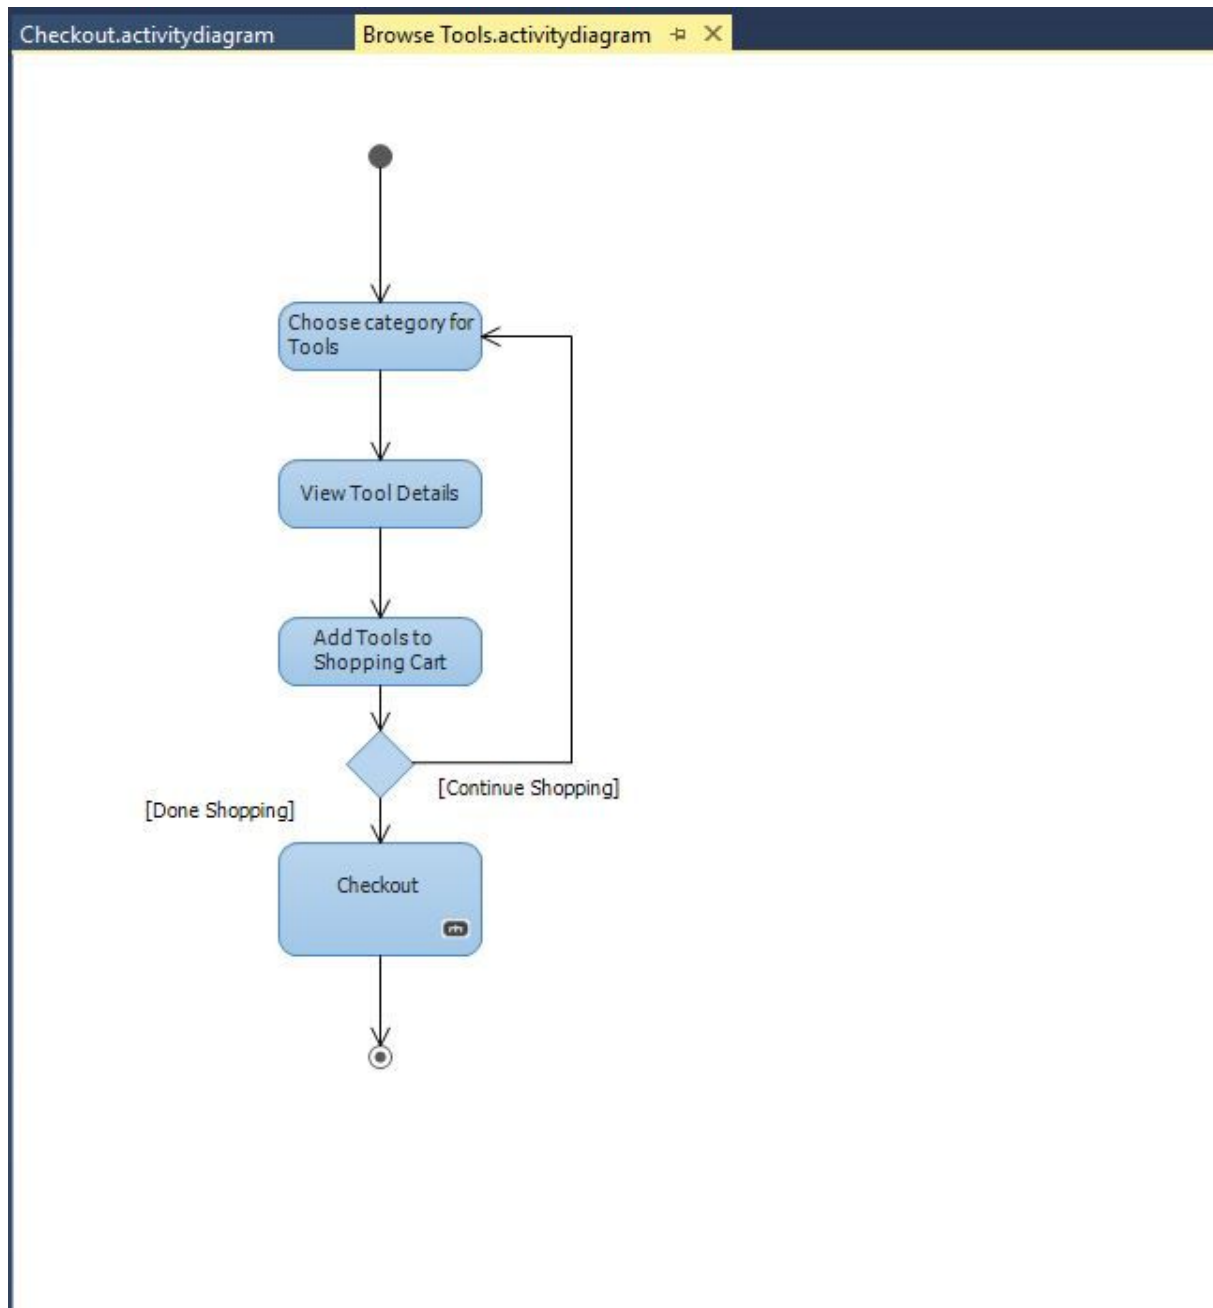 Checkout.activitydiagram
Browse Tools.activitydiagram
Choose category for
Tools
View Tool Details
Add Tools to
Shopping Cart
[Continue Shopping]
[Done Shopping]
Checkout